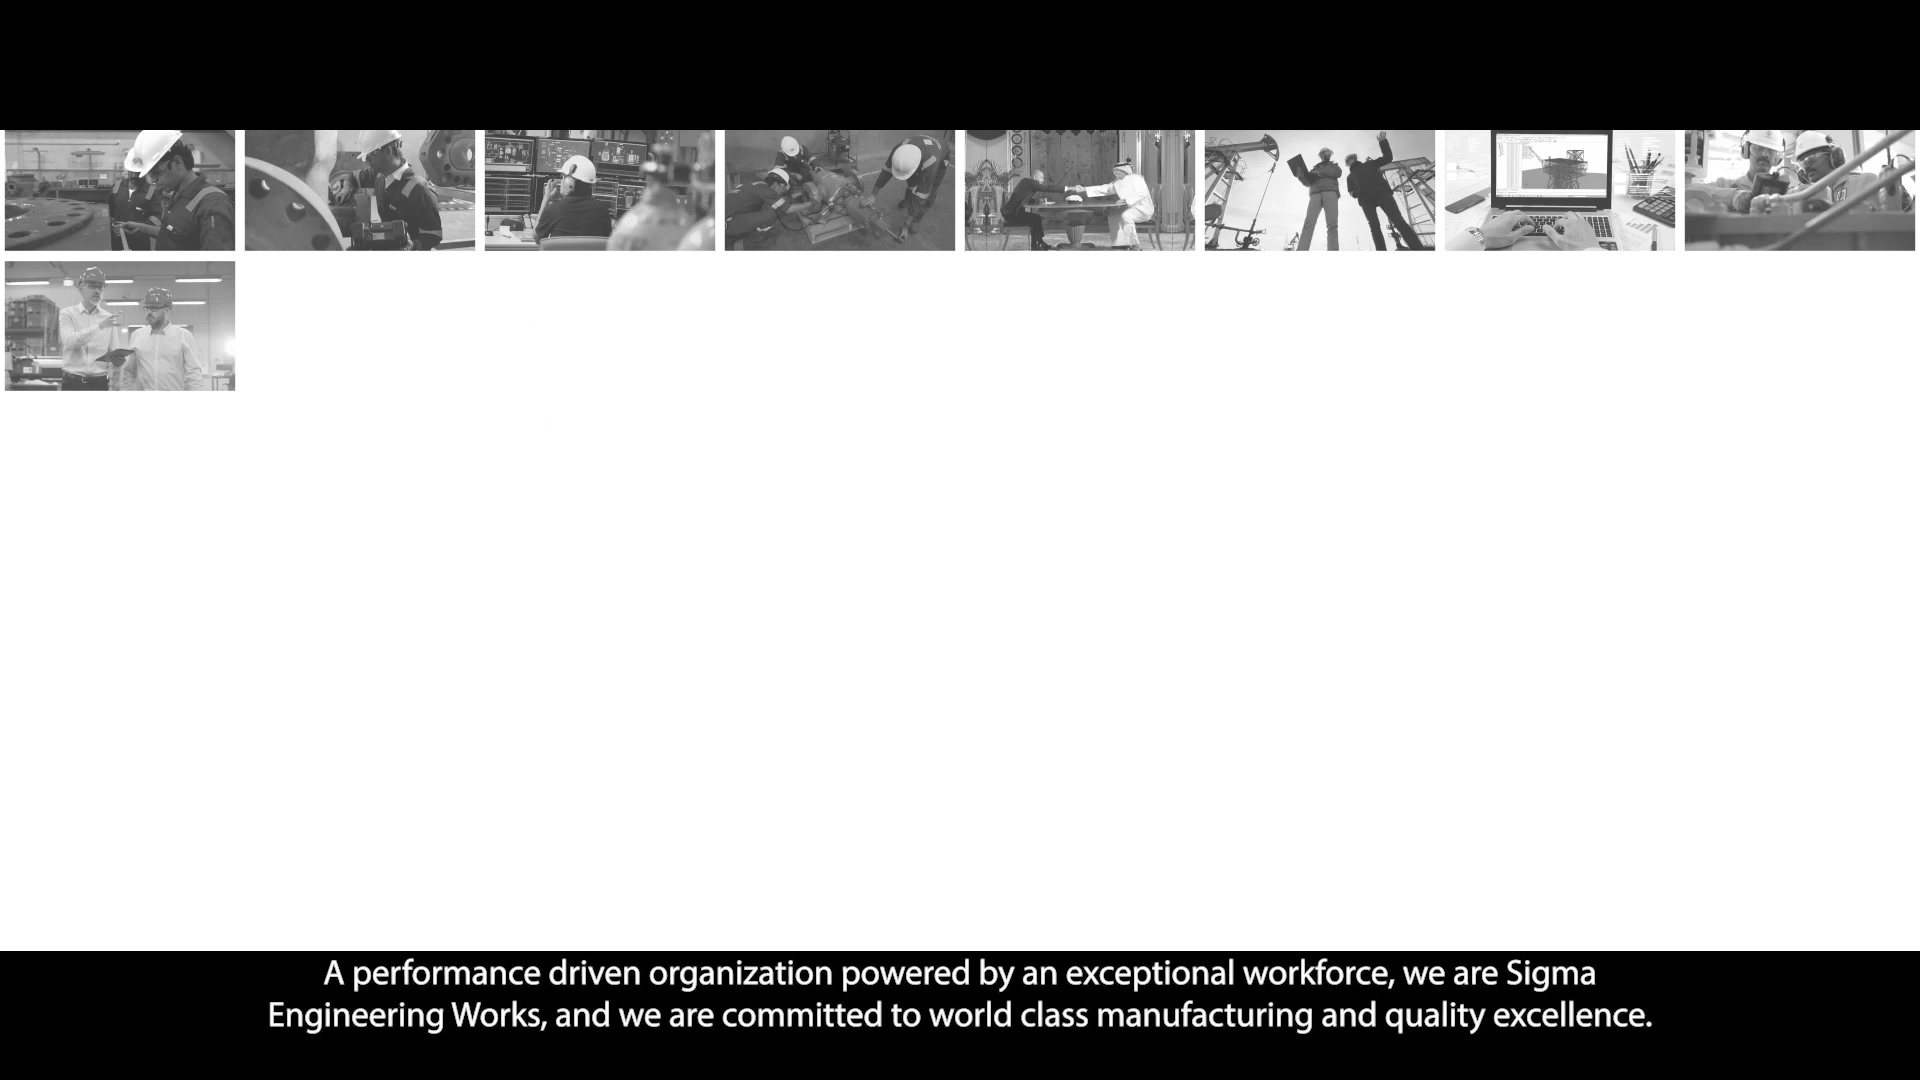 A performance driven organization powered by an exceptional workforce, we are Sigma
Engineering Works, and we are committed to world class manufacturing and quality excellence.